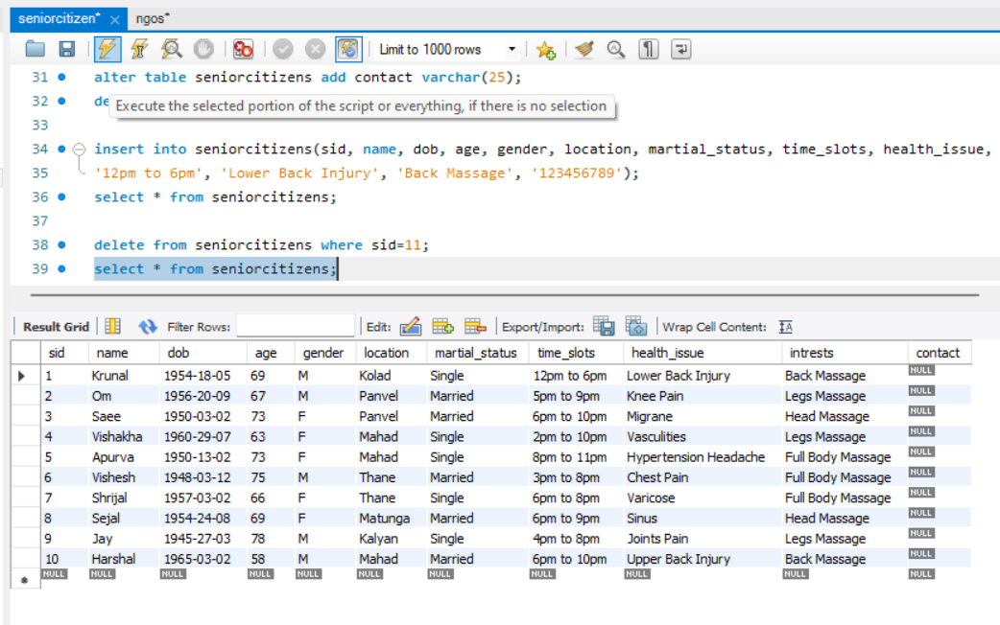 seniorcitizen* × ngos*
Limit to 1000 rows
31 alter table seniorcitizens add contact varchar(25);
32 de
Execute the selected portion of the script or everything, if there is no selection
33
34 insert into seniorcitizens(sid, name, dob, age, gender, location, martial_status, time_slots, health_issue,
35 '12pm to 6pm', 'Lower Back Injury', 'Back Massage', '123456789');
36 select * from seniorcitizens;
37
38 delete from seniorcitizens where sid=11;
39 select * from seniorcitizens;
Result Grid Filter Rows: Edit: Export/Import: Wrap Cell Content: IA
sid name dob age gender location martial_status time_slots health_issue intrests contact
1 Krunal 1954-18-05 69 M Kolad Single 12pm to 6pm Lower Back Injury Back Massage NULL
2 Om 1956-20-09 67 M Panvel Married 5pm to 9pm Knee Pain Legs Massage NULL
3 Saee 1950-03-02 73 F Panvel Married 6pm to 10pm Migrane Head Massage NULL
4 Vishakha 1960-29-07 63 F Mahad Single 2pm to 10pm Vasculities Legs Massage NULL
5 Apurva 1950-13-02 73 F Mahad Single 8pm to 11pm Hypertension Headache Full Body Massage NULL
6 Vishesh 1948-03-12 75 M Thane Married 3pm to 8pm Chest Pain Full Body Massage NULL
7 Shrijal 1957-03-02 66 F Thane Single 6pm to 8pm Varicose Full Body Massage NULL
8 Sejal 1954-24-08 69 F Matunga Married 6pm to 9pm Sinus Head Massage NULL
9 Jay 1945-27-03 78 M Kalyan Single 4pm to 8pm Joints Pain Legs Massage NULL
10 Harshal 1965-03-02 58 M Mahad Married 6pm to 10pm Upper Back Injury Back Massage NULL
NULL NULL NULL NULL NULL NULL NULL NULL NULL NULL NULL